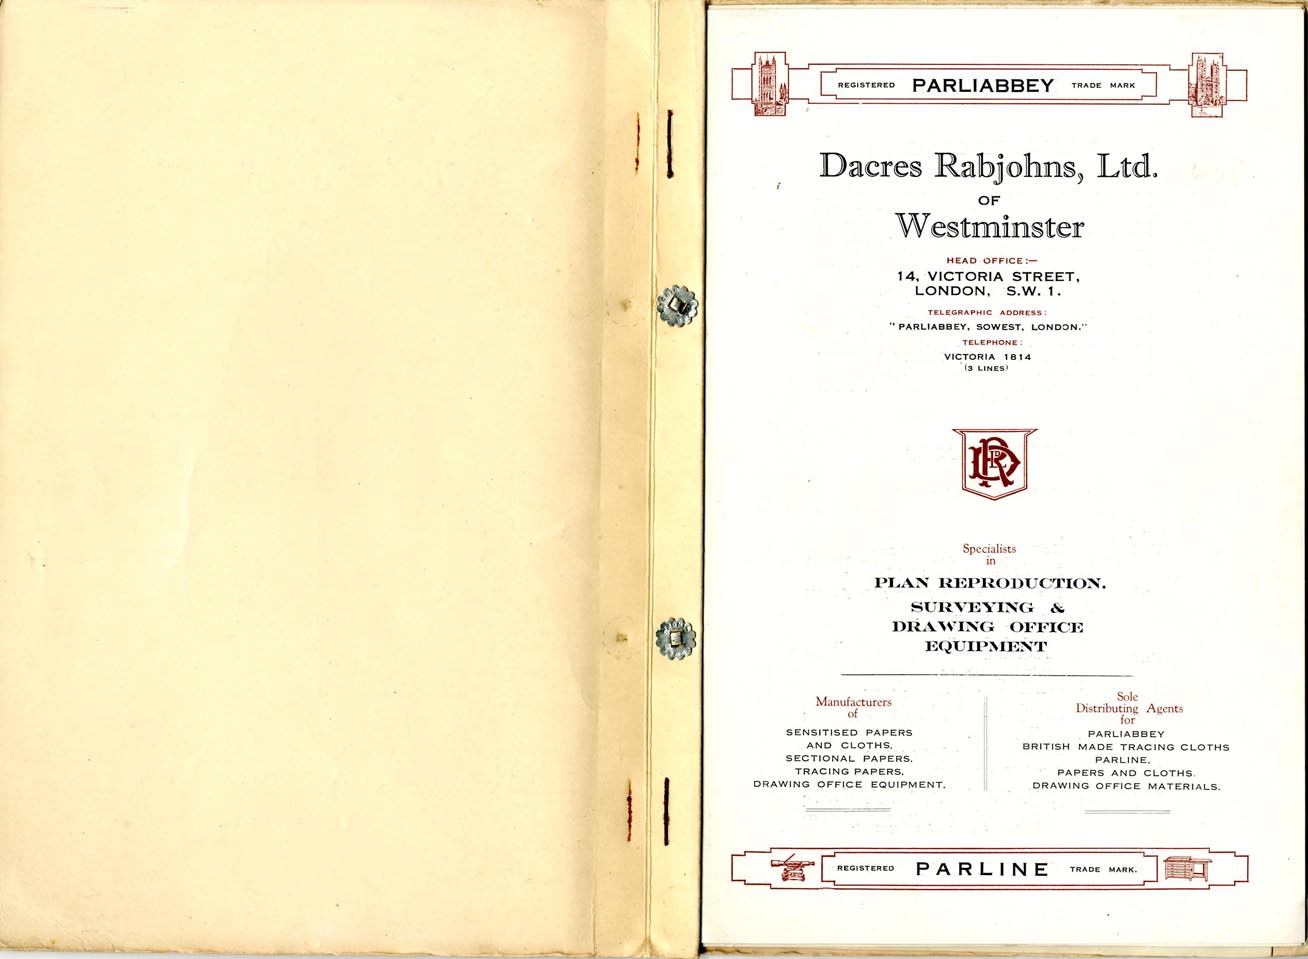 REGISTERED PARLIABBEY TRADE MARK
Dacres Rabjohns, Ltd.
OF
Westminster
HEAD OFFICE:—
14, VICTORIA STREET,
LONDON, S.W. 1.
TELEGRAPHIC ADDRESS:
"PARLIABBEY, SOWEST, LONDON."
TELEPHONE:
VICTORIA 1814
(3 LINES)
Specialists
in
PLAN REPRODUCTION.
SURVEYING &
DRAWING OFFICE
EQUIPMENT
Manufacturers
of
SENSITISED PAPERS
AND CLOTHS,
SECTIONAL PAPERS,
TRACING PAPERS,
DRAWING OFFICE EQUIPMENT,
Sole
Distributing Agents
for
PARLIABBEY
BRITISH MADE TRACING CLOTHS
PARLINE,
PAPERS AND CLOTHS.
DRAWING OFFICE MATERIALS.
REGISTERED PARLINE TRADE MARK.